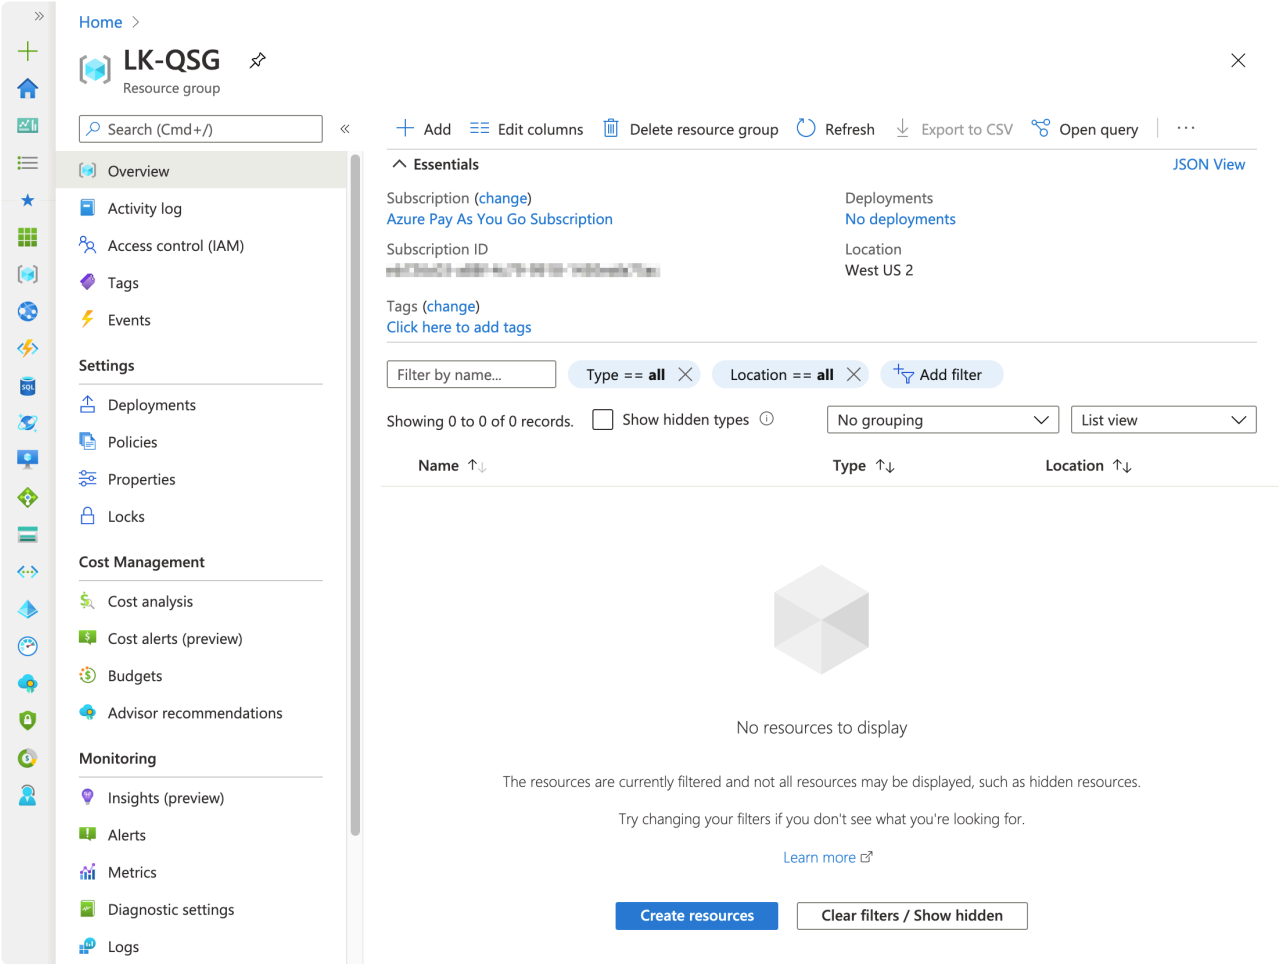 Home
LK-QSG
Resource group
Search (Cmd+/)
Overview
Activity log
Access control (IAM)
Tags
Events
Settings
Deployments
Policies
Properties
Locks
Cost Management
Cost analysis
Cost alerts (preview)
Budgets
Advisor recommendations
Monitoring
Insights (preview)
Alerts
Metrics
Diagnostic settings
Logs
Add Edit columns Delete resource group Refresh Export to CSV Open query
Essentials JSON View
Subscription (change) Deployments
Azure Pay As You Go Subscription No deployments
Subscription ID Location
West US 2
Tags (change)
Click here to add tags
Filter by name... Type == all Location == all Add filter
Showing 0 to 0 of 0 records. Show hidden types No grouping List view
Name Type Location
No resources to display
The resources are currently filtered and not all resources may be displayed, such as hidden resources.
Try changing your filters if you don't see what you're looking for.
Learn more
Create resources Clear filters / Show hidden